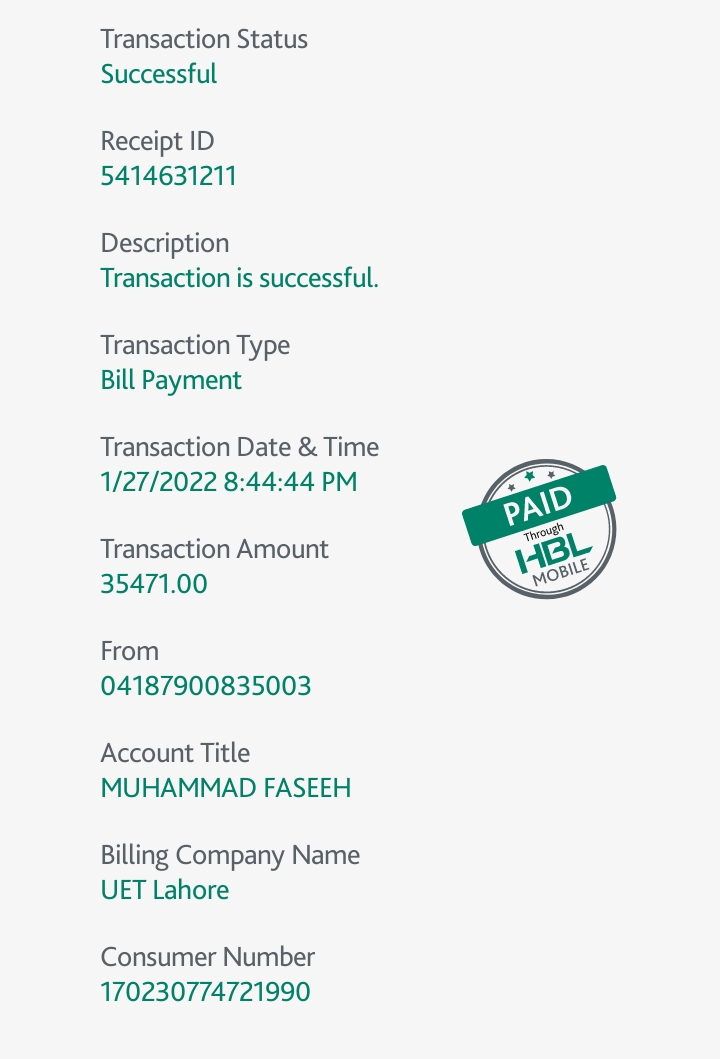 Transaction Status
Successful
Receipt ID
5414631211
Description
Transaction is successful.
Transaction Type
Bill Payment
Transaction Date & Time
1/27/2022 8:44:44 PM
PAID
Through
HBL
MOBILE
Transaction Amount
35471.00
From
04187900835003
Account Title
MUHAMMAD FASEEH
Billing Company Name
UET Lahore
Consumer Number
170230774721990